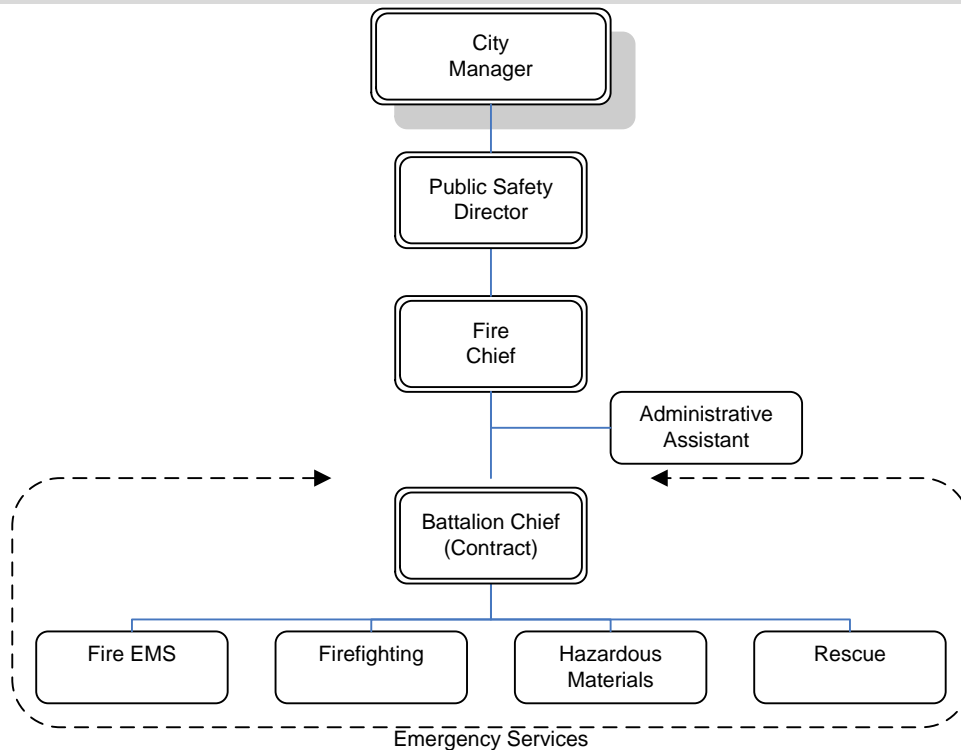 City
Manager
Public Safety
Director
Fire
Chief
Administrative
Assistant
Battalion Chief
(Contract)
Fire EMS
Firefighting
Hazardous
Materials
Rescue
Emergency Services